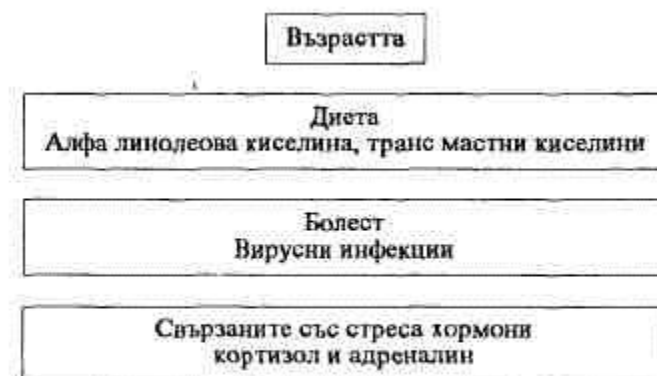 Възрастта
Диета
Алфа линолеова киселина, транс мастни киселини
Болест
Вирусни инфекции
Свързаните със стреса хормони
кортизол и адреналин